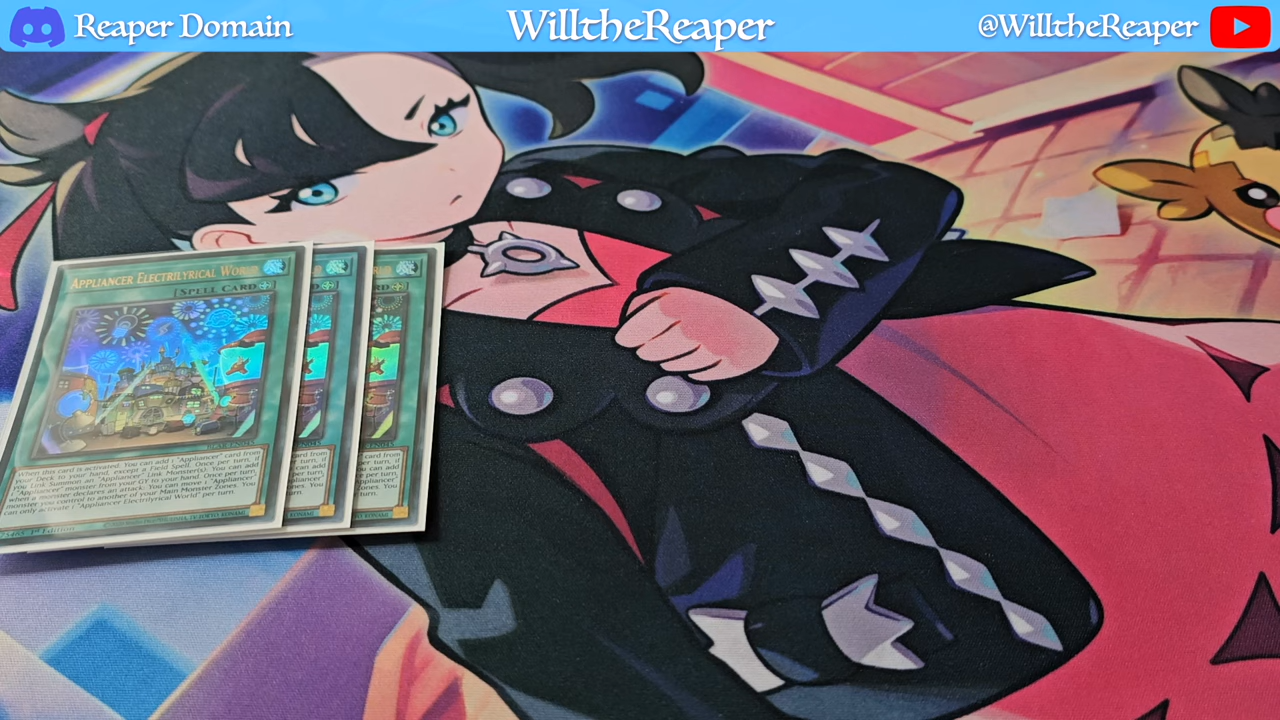 Reaper Domain
WilltheReaper
@WilltheReaper
Appliancer Electrilyrical World
[Spell Card
When this card is activated: You can add 1 "Appliancer" card from
your Deck to your hand, except a Field Spell. Once per turn, if
you Link Summon an "Appliancer" Link Monster(s): You can add
1 "Appliancer" monster from your GY to your hand. Once per turn,
when a monster declares an attack: You can move 1 "Appliancer"
monster you control to another of your Main Monster Zones. You
can only activate 1 "Appliancer Electrilyrical World" per turn.
1st Edition